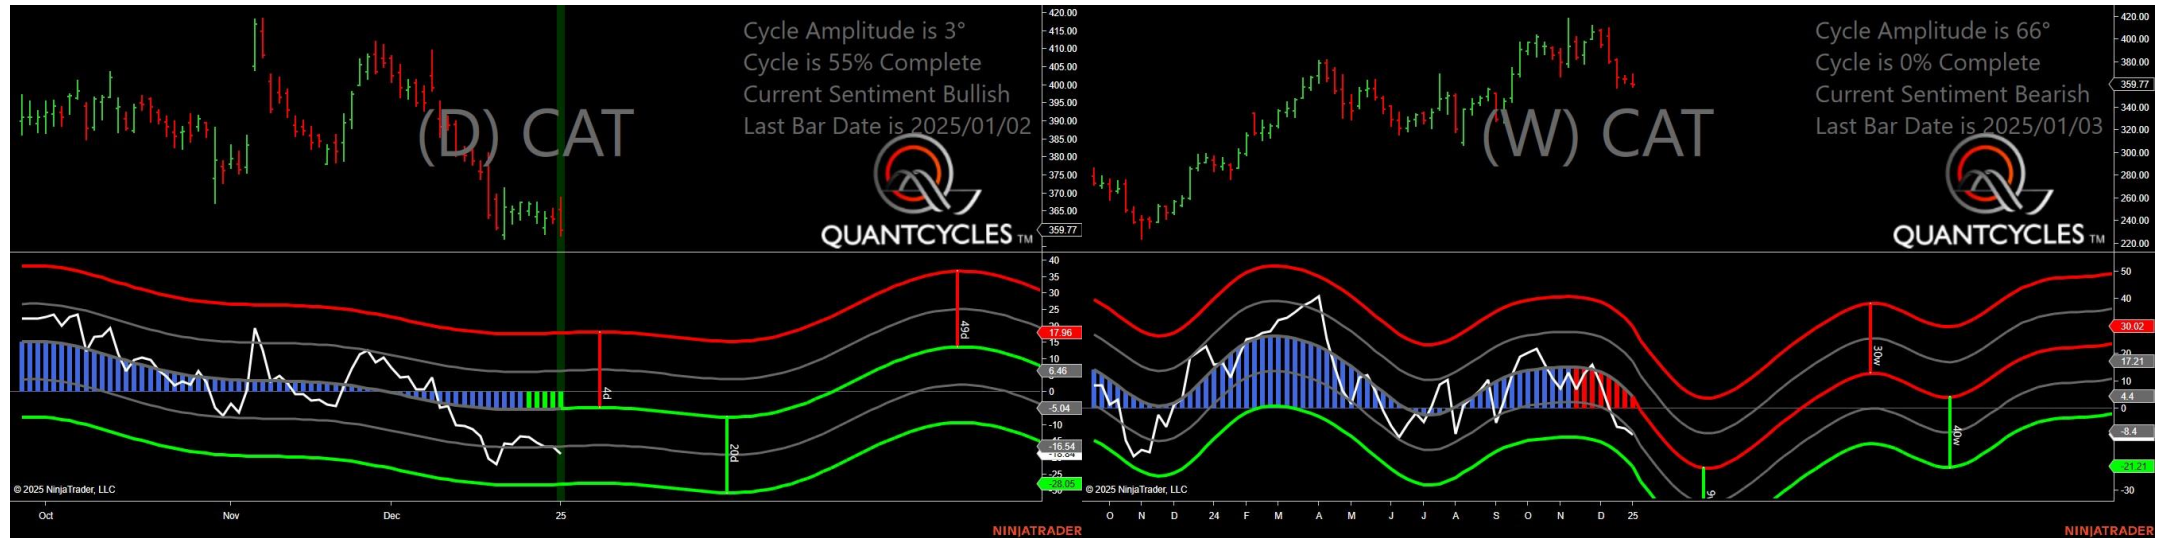 Cycle Amplitude is 3°
Cycle is 55% Complete
Current Sentiment Bullish
Last Bar Date is 2025/01/02
(D) CAT
QUANTCYCLES TM
420.00
415.00
410.00
405.00
400.00
395.00
390.00
385.00
380.00
375.00
370.00
365.00
359.77
40
35
30
25
20
17.96
15
10
6.46
0
-5.04
-10
-16.54
-25
-28.05
49d
4d
20d
© 2025 NinjaTrader, LLC
Oct
Nov
Dec
25
NINJATRADER
Cycle Amplitude is 66°
Cycle is 0% Complete
Current Sentiment Bearish
Last Bar Date is 2025/01/03
(W) CAT
QUANTCYCLES TM
420.00
400.00
380.00
359.77
340.00
320.00
300.00
280.00
260.00
240.00
220.00
50
40
30.02
17.21
10
4.4
0
-8.4
-21.21
-30
30w
40w
© 2025 NinjaTrader, LLC
O
N
D
24
F
M
A
M
J
J
A
S
O
N
D
25
NINJATRADER